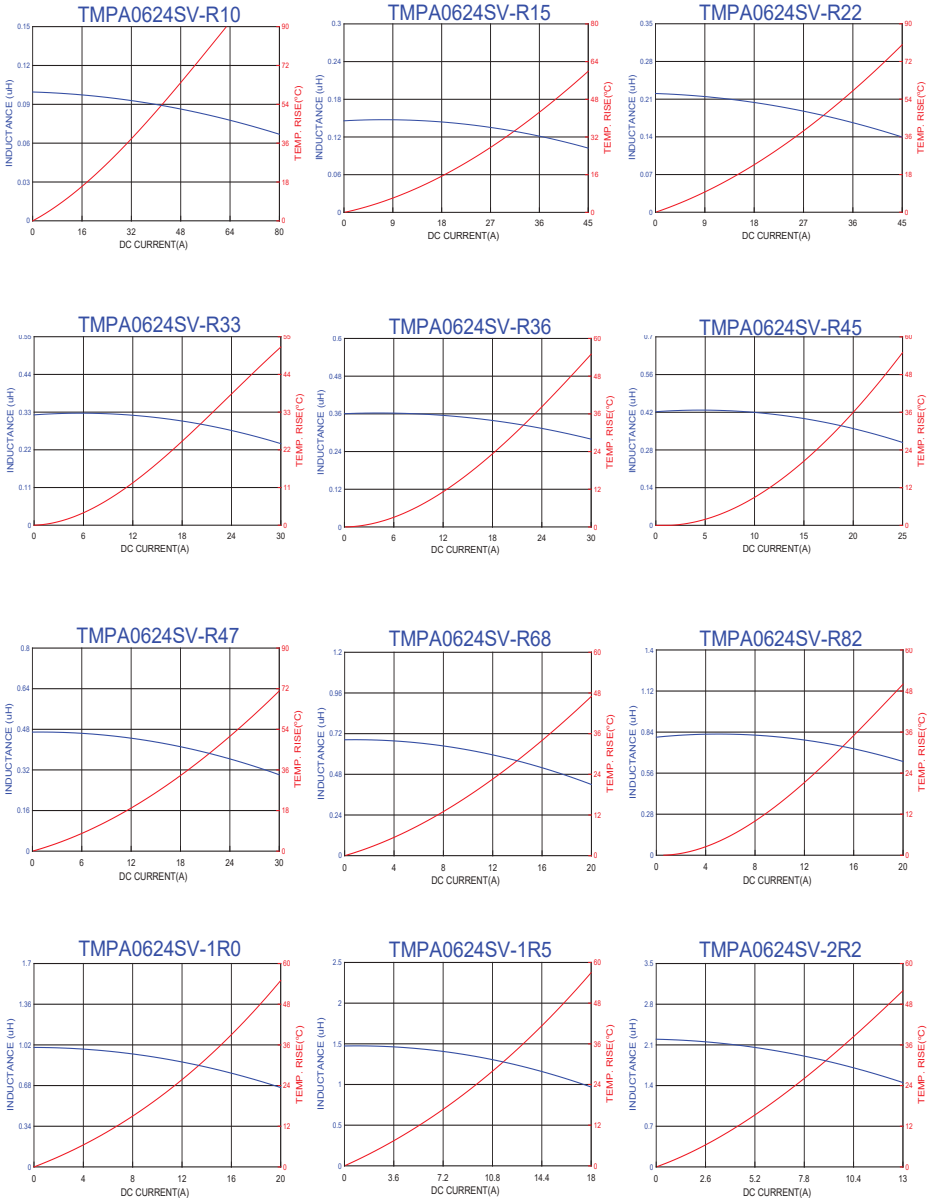 TMPA0624SV-R10
INDUCTANCE (uH)
0.15
0.12
0.09
0.06
0.03
0
90
72
54
36
18
0
TEMP. RISE(°C)
0 16 32 48 64 80
DC CURRENT(A)
TMPA0624SV-R15
INDUCTANCE (uH)
0.3
0.24
0.18
0.12
0.06
0
80
64
48
32
16
0
TEMP. RISE(°C)
0 9 18 27 36 45
DC CURRENT(A)
TMPA0624SV-R22
INDUCTANCE (uH)
0.35
0.28
0.21
0.14
0.07
0
90
72
54
36
18
0
TEMP. RISE(°C)
0 9 18 27 36 45
DC CURRENT(A)
TMPA0624SV-R33
INDUCTANCE (uH)
0.55
0.44
0.33
0.22
0.11
0
55
44
33
22
11
0
TEMP. RISE(°C)
0 6 12 18 24 30
DC CURRENT(A)
TMPA0624SV-R36
INDUCTANCE (uH)
0.6
0.48
0.36
0.24
0.12
0
60
48
36
24
12
0
TEMP. RISE(°C)
0 6 12 18 24 30
DC CURRENT(A)
TMPA0624SV-R45
INDUCTANCE (uH)
0.7
0.56
0.42
0.28
0.14
0
60
48
36
24
12
0
TEMP. RISE(°C)
0 5 10 15 20 25
DC CURRENT(A)
TMPA0624SV-R47
INDUCTANCE (uH)
0.8
0.64
0.48
0.32
0.16
0
90
72
54
36
18
0
TEMP. RISE(°C)
0 6 12 18 24 30
DC CURRENT(A)
TMPA0624SV-R68
INDUCTANCE (uH)
1.2
0.96
0.72
0.48
0.24
0
60
48
36
24
12
0
TEMP. RISE(°C)
0 4 8 12 16 20
DC CURRENT(A)
TMPA0624SV-R82
INDUCTANCE (uH)
1.4
1.12
0.84
0.56
0.28
0
60
48
36
24
12
0
TEMP. RISE(°C)
0 4 8 12 16 20
DC CURRENT(A)
TMPA0624SV-1R0
INDUCTANCE (uH)
1.7
1.36
1.02
0.68
0.34
0
60
48
36
24
12
0
TEMP. RISE(°C)
0 4 8 12 16 20
DC CURRENT(A)
TMPA0624SV-1R5
INDUCTANCE (uH)
2.5
2
1.5
1
0.5
0
60
48
36
24
12
0
TEMP. RISE(°C)
0 3.6 7.2 10.8 14.4 18
DC CURRENT(A)
TMPA0624SV-2R2
INDUCTANCE (uH)
3.5
2.8
2.1
1.4
0.7
0
60
48
36
24
12
0
TEMP. RISE(°C)
0 2.6 5.2 7.8 10.4 13
DC CURRENT(A)